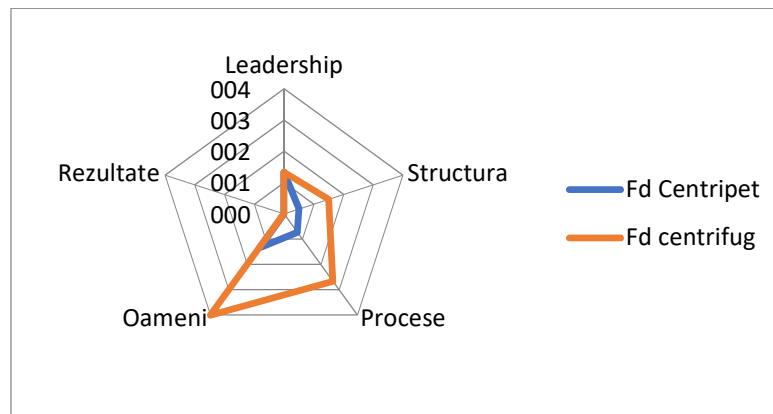 Leadership
004
003
002
001
000
Rezultate
Structura
Oameni
Procese
Fd Centripet
Fd centrifug